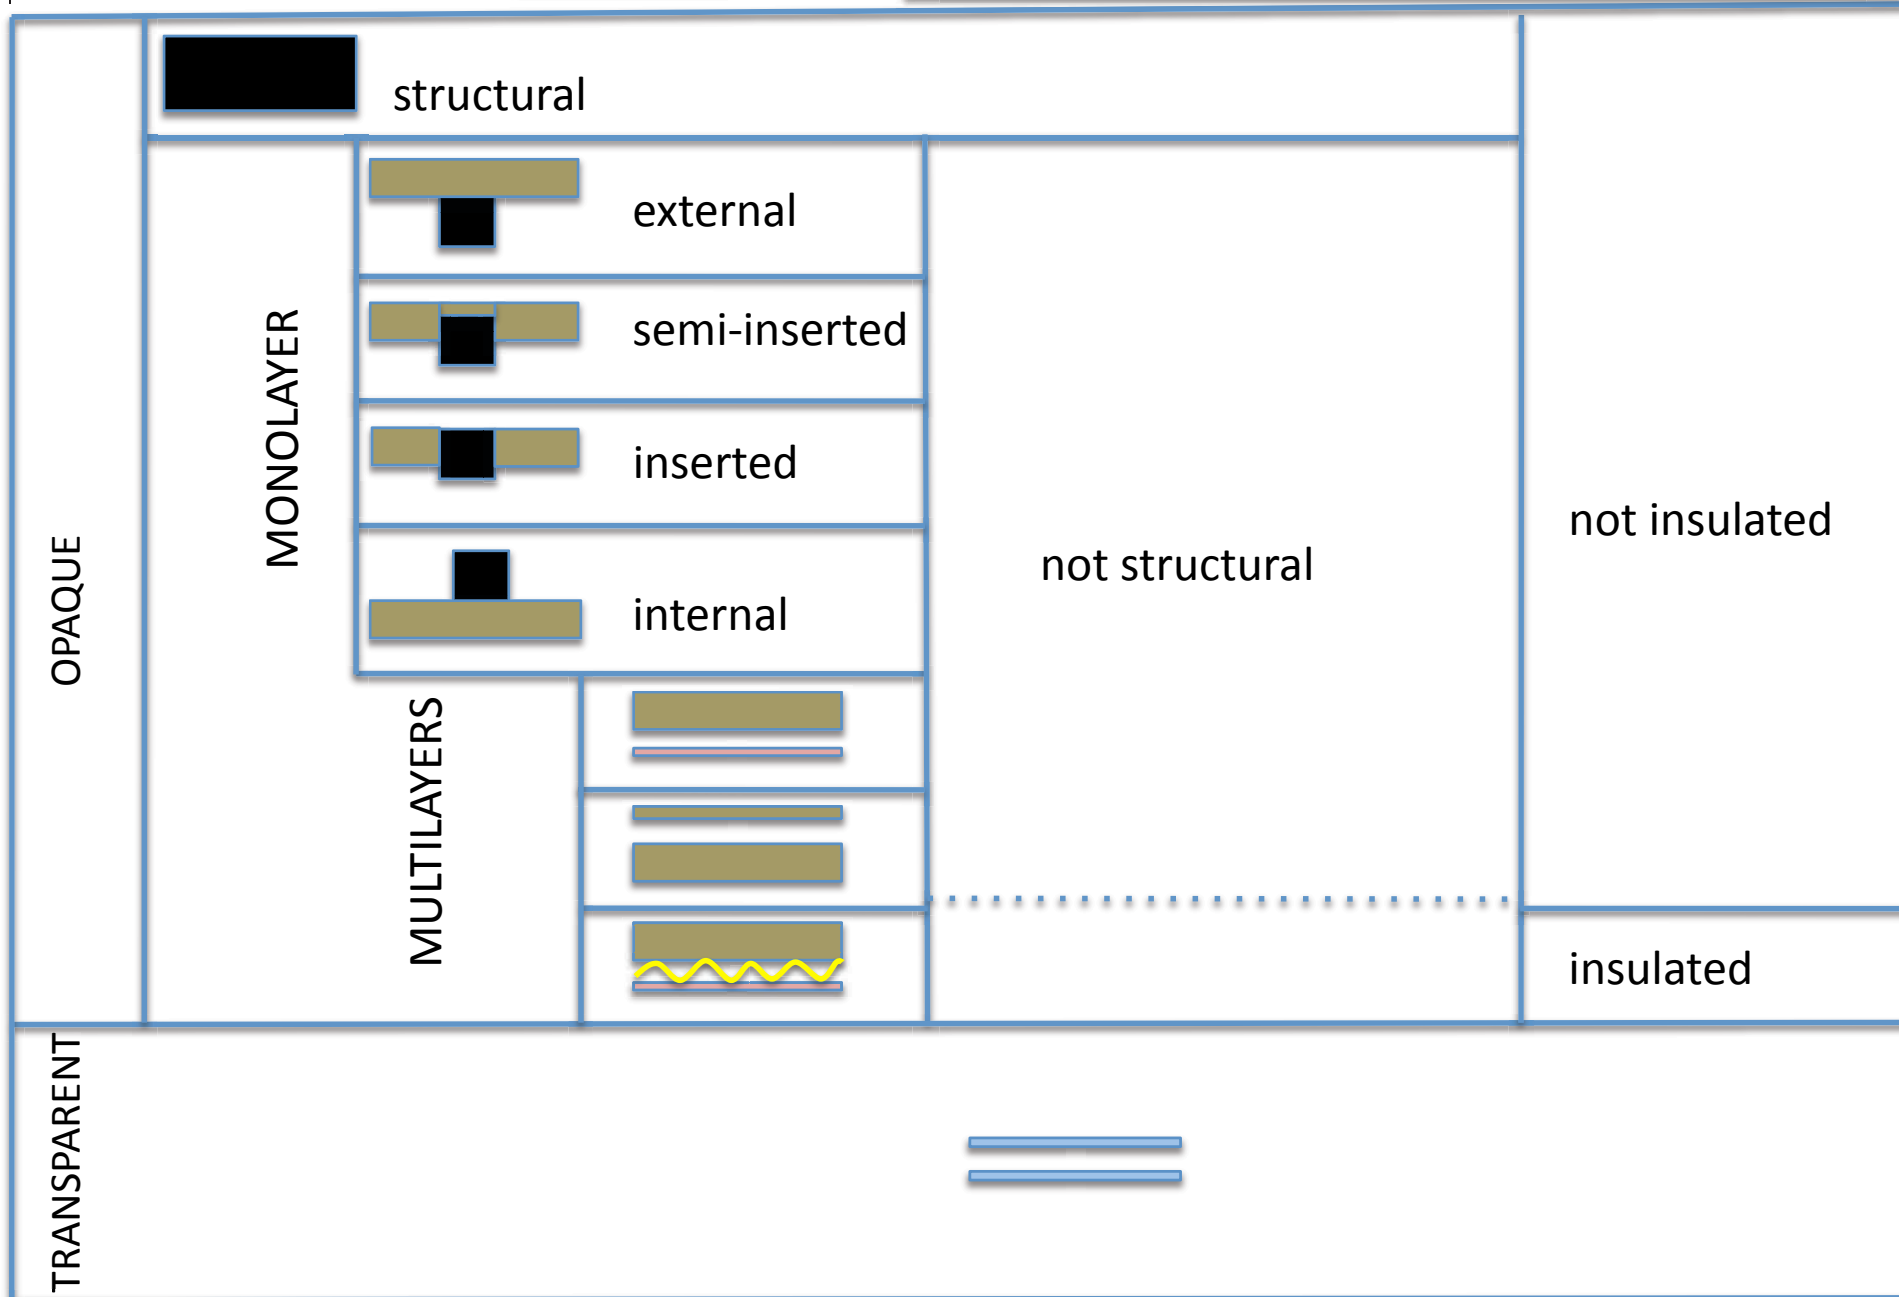 structural
external
semi-inserted
inserted
internal
MONOLAYER
MULTILAYERS
OPAQUE
not structural
not insulated
insulated
TRANSPARENT